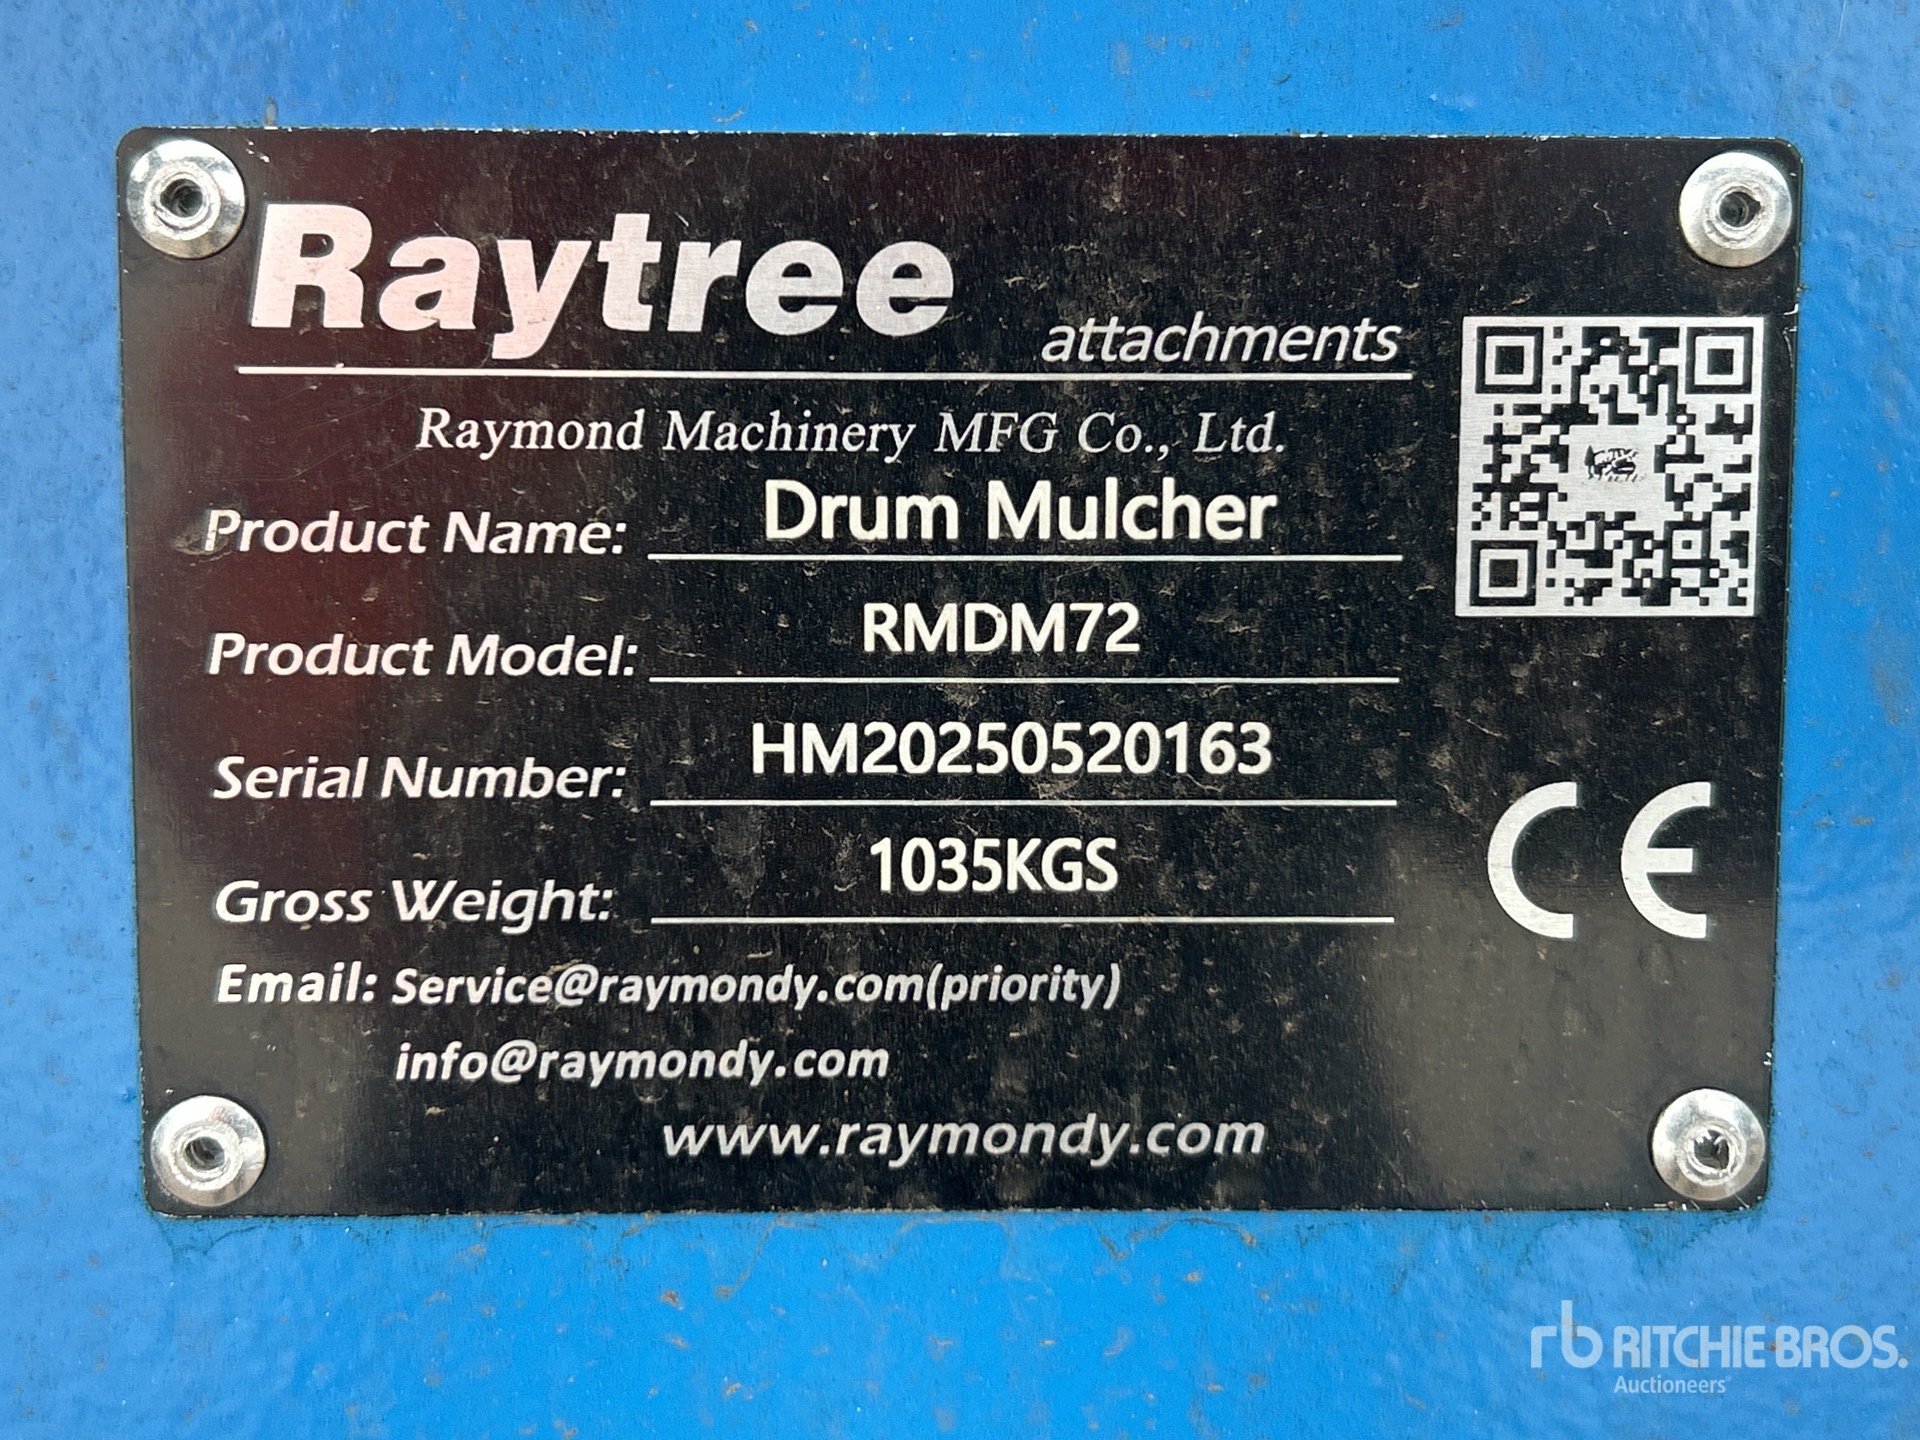 Raytree
attachments
Raymond Machinery MFG Co., Ltd.
Product Name: Drum Mulcher
Product Model: RMDM72
Serial Number: HM20250520163
Gross Weight: 1035KGS
Email: Service@raymondy.com(priority)
info@raymondy.com
www.raymondy.com
CE
rb RITCHIE BROS.
Auctioneers